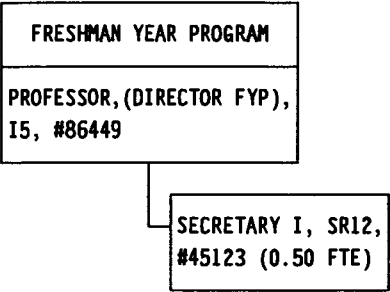 FRESHMAN YEAR PROGRAM
PROFESSOR,(DIRECTOR FYP),
I5, #86449
SECRETARY I, SR12,
#45123 (0.50 FTE)